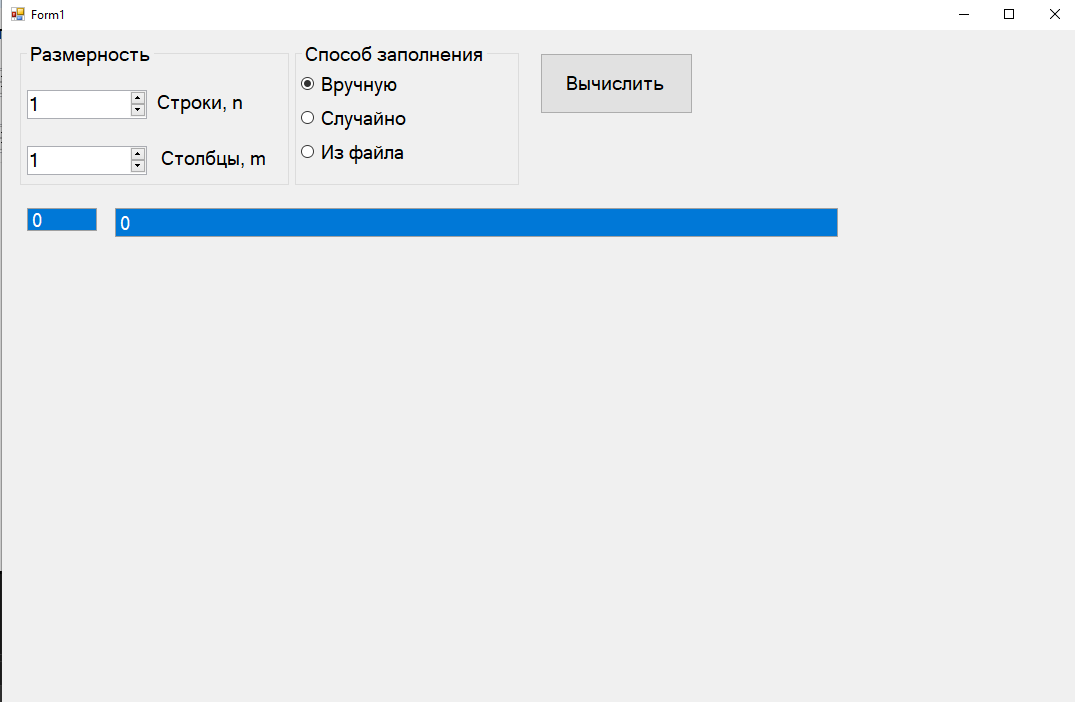 Form1
Размерность
1 Строки, n
1 Столбцы, m
Способ заполнения
Вручную
Случайно
Из файла
Вычислить
0 0